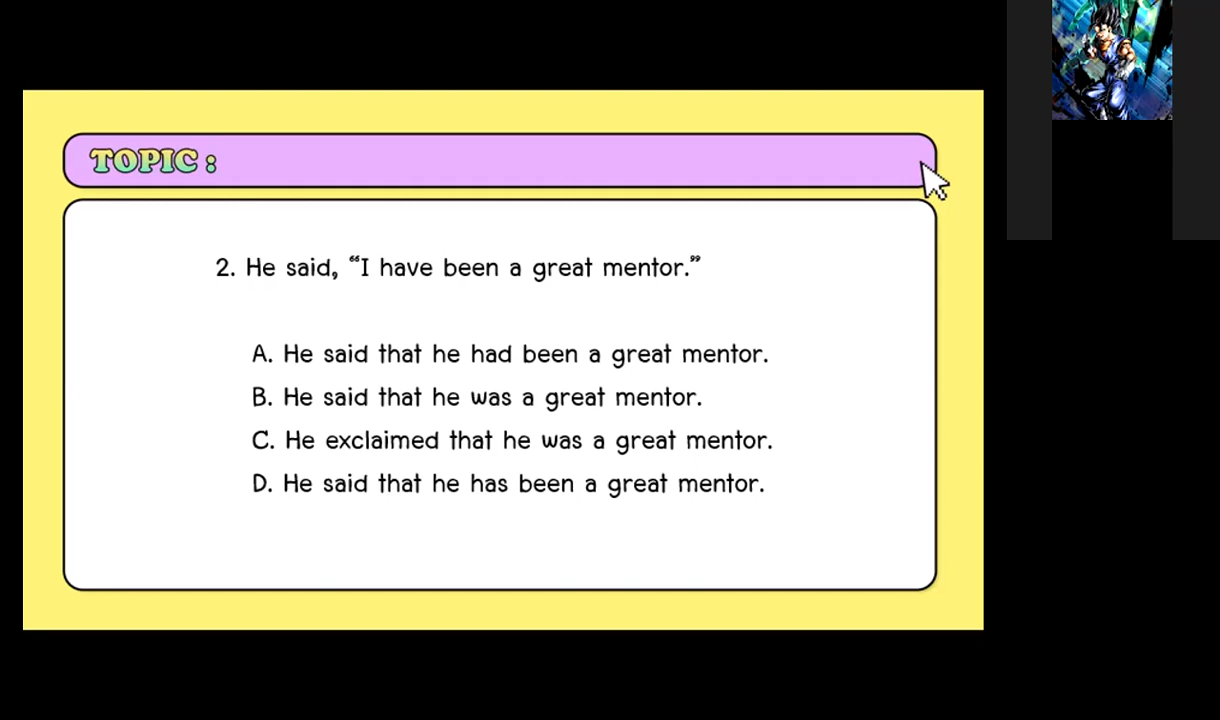 TOPIC :
2. He said, “I have been a great mentor.”
A. He said that he had been a great mentor.
B. He said that he was a great mentor.
C. He exclaimed that he was a great mentor.
D. He said that he has been a great mentor.